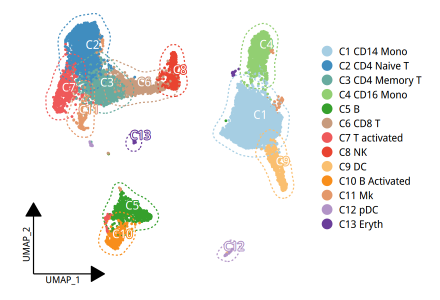 C2
C8
C7
C3
C6
C4
C1
C13
C9
C5
C10
C12
C1 CD14 Mono
C2 CD4 Naive T
C3 CD4 Memory T
C4 CD16 Mono
C5 B
C6 CD8 T
C7 T activated
C8 NK
C9 DC
C10 B Activated
C11 Mk
C12 pDC
C13 Eryth
UMAP_2
UMAP_1